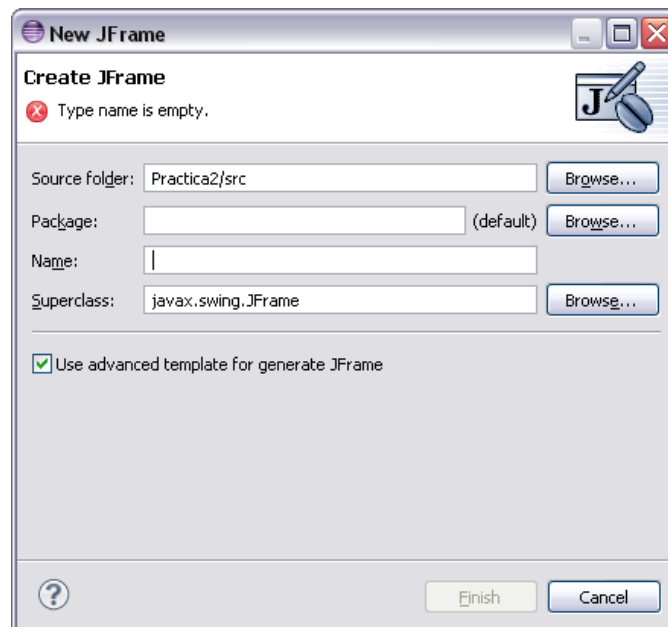 New JFrame
Create JFrame
Type name is empty.
Source folder: Practica2/src Browse...
Package: (default) Browse...
Name:
Superclass: javax.swing.JFrame Browse...
Use advanced template for generate JFrame
Finish Cancel